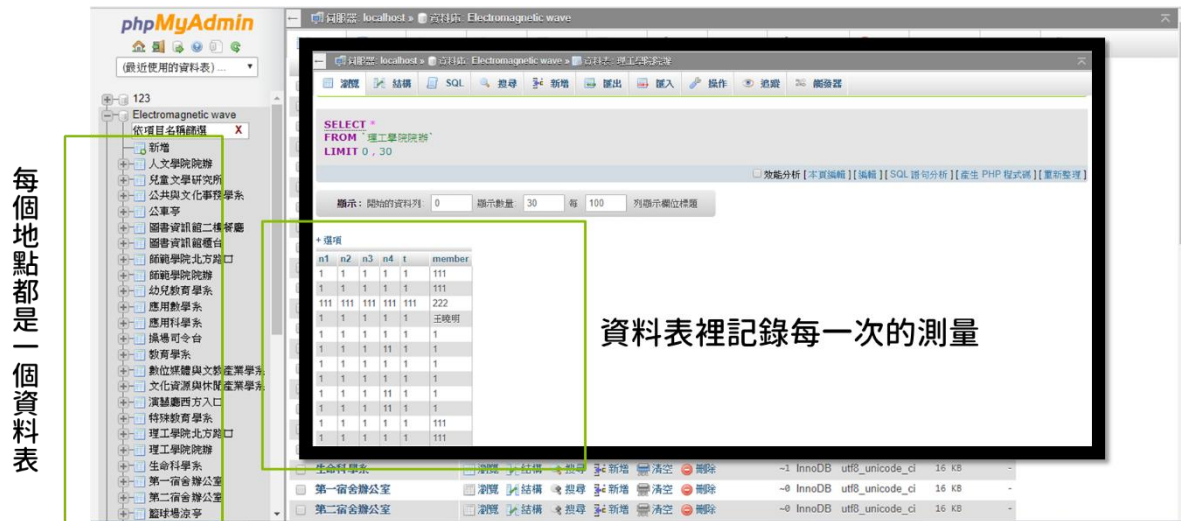 每個地點都是一個資料表
phpMyAdmin
(最近使用的資料表) ...
123
Electromagnetic wave
依項目名稱篩選 X
新增
人文學院院辦
兒童文學研究所
公共與文化事務學系
公車亭
圖書資訊館二樓餐廳
圖書資訊館櫃台
師範學院北方路口
師範學院院辦
幼兒教育學系
應用數學系
應用科學系
操場司令台
教育學系
數位媒體與文教產業學系
文化資源與休閒產業學系
演藝廳西方入口
特殊教育學系
理工學院北方路口
理工學院院辦
生命科學系
第一宿舍辦公室
第二宿舍辦公室
籃球場涼亭
伺服器: localhost » 資料庫: Electromagnetic wave
伺服器: localhost » 資料庫: Electromagnetic wave » 資料表: 理工學院院辦
瀏覽 結構 SQL 搜尋 新增 匯出 匯入 操作 追蹤 觸發器
SELECT *
FROM `理工學院院辦`
LIMIT 0 , 30
效能分析 [本頁編輯] [編輯] [SQL 語句分析] [產生 PHP 程式碼] [重新整理]
顯示: 開始的資料列: 0 顯示數量: 30 每 100 列顯示欄位標題
+ 選項
n1 n2 n3 n4 t member
1 1 1 1 1 111
1 1 1 1 1 111
111 111 111 111 111 222
1 1 1 1 1 王曉明
1 1 1 1 1 1
1 1 1 11 1 1
1 1 1 1 1 1
1 1 1 1 1 1
1 1 1 11 1 1
1 1 1 11 1 1
1 1 1 1 1 111
1 1 1 1 1 111
資料表裡記錄每一次的測量
生命科學系 瀏覽 結構 搜尋 新增 清空 刪除 ~1 InnoDB utf8_unicode_ci 16 KB -
第一宿舍辦公室 瀏覽 結構 搜尋 新增 清空 刪除 ~0 InnoDB utf8_unicode_ci 16 KB -
第二宿舍辦公室 瀏覽 結構 搜尋 新增 清空 刪除 ~0 InnoDB utf8_unicode_ci 16 KB -